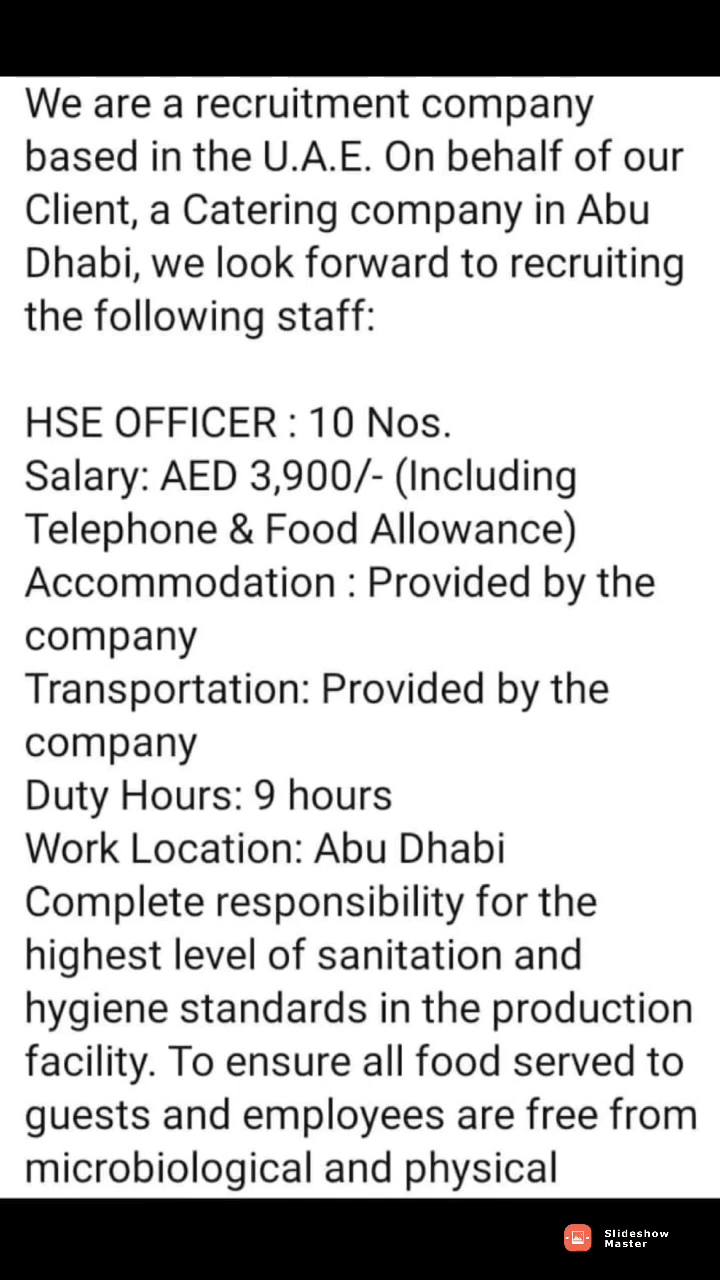 We are a recruitment company
based in the U.A.E. On behalf of our
Client, a Catering company in Abu
Dhabi, we look forward to recruiting
the following staff:
HSE OFFICER : 10 Nos.
Salary: AED 3,900/- (Including
Telephone & Food Allowance)
Accommodation : Provided by the
company
Transportation: Provided by the
company
Duty Hours: 9 hours
Work Location: Abu Dhabi
Complete responsibility for the
highest level of sanitation and
hygiene standards in the production
facility. To ensure all food served to
guests and employees are free from
microbiological and physical
Slideshow
Master